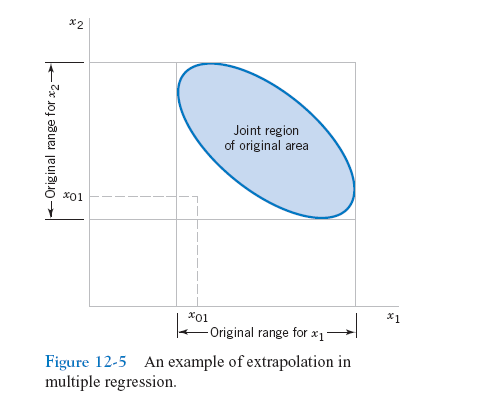 x2
Original range for x2
Joint region
of original area
x01
x01
x1
Original range for x1
Figure 12-5 An example of extrapolation in
multiple regression.